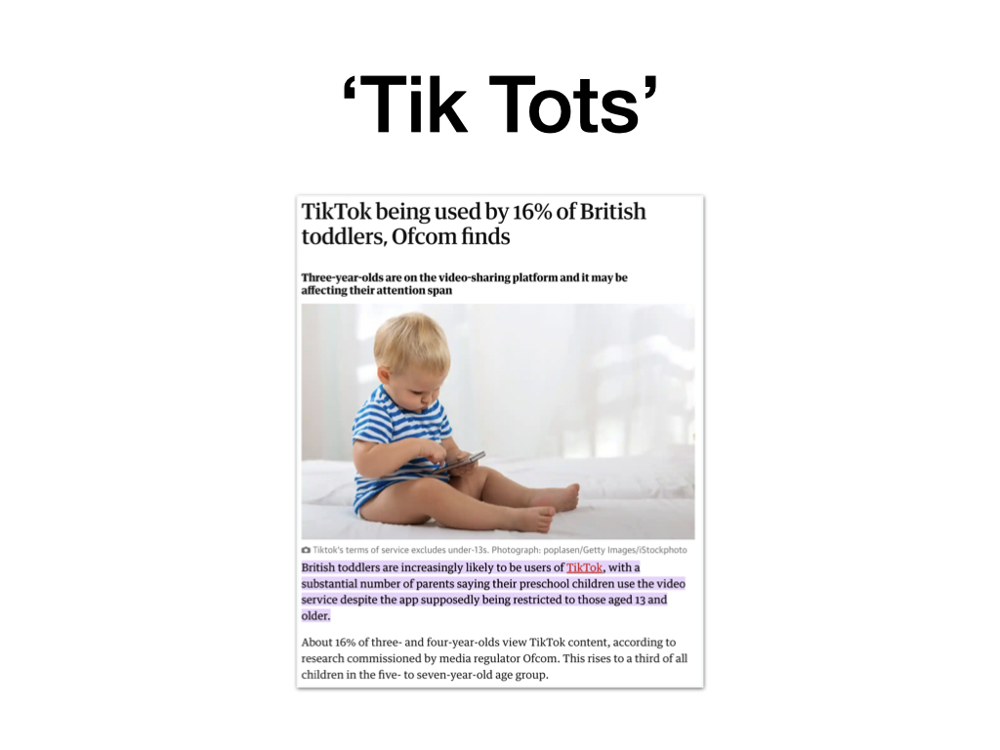 ‘Tik Tots’
TikTok being used by 16% of British
toddlers, Ofcom finds
Three-year-olds are on the video-sharing platform and it may be
affecting their attention span
Tiktok's terms of service excludes under-13s. Photograph: poplasen/Getty Images/iStockphoto
British toddlers are increasingly likely to be users of TikTok, with a
substantial number of parents saying their preschool children use the video
service despite the app supposedly being restricted to those aged 13 and
older.
About 16% of three- and four-year-olds view TikTok content, according to
research commissioned by media regulator Ofcom. This rises to a third of all
children in the five- to seven-year-old age group.